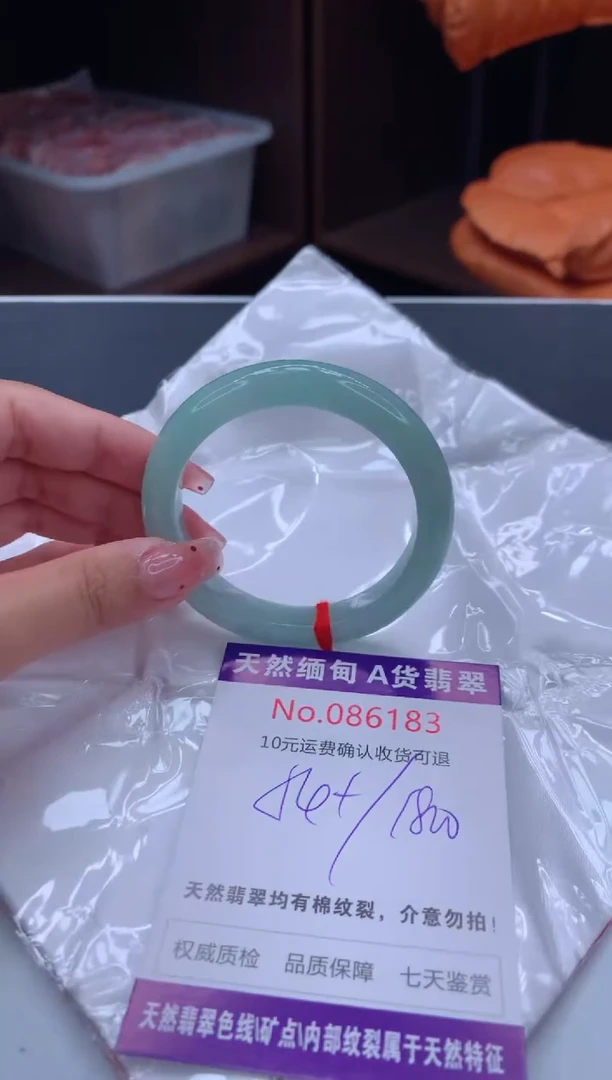 天然缅甸 A货翡翠
No.086183
10元运费确认收货可退
54+/1800
天然翡翠均有棉纹裂，介意勿拍!
权威质检 品质保障 七天鉴赏
天然翡翠色线\矿点\内部纹裂属于天然特征